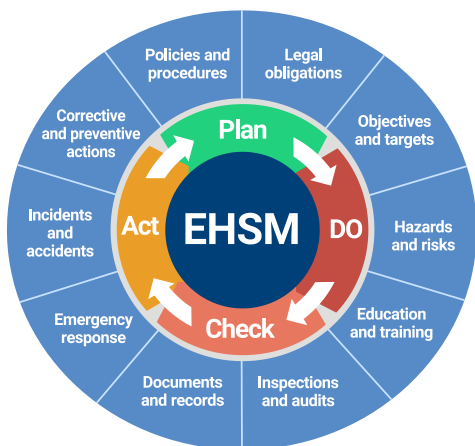 Policies and
procedures
Legal
obligations
Objectives
and targets
Hazards
and risks
Education
and training
Inspections
and audits
Documents
and records
Emergency
response
Incidents
and
accidents
Corrective
and preventive
actions
Plan
DO
Check
Act
EHSM